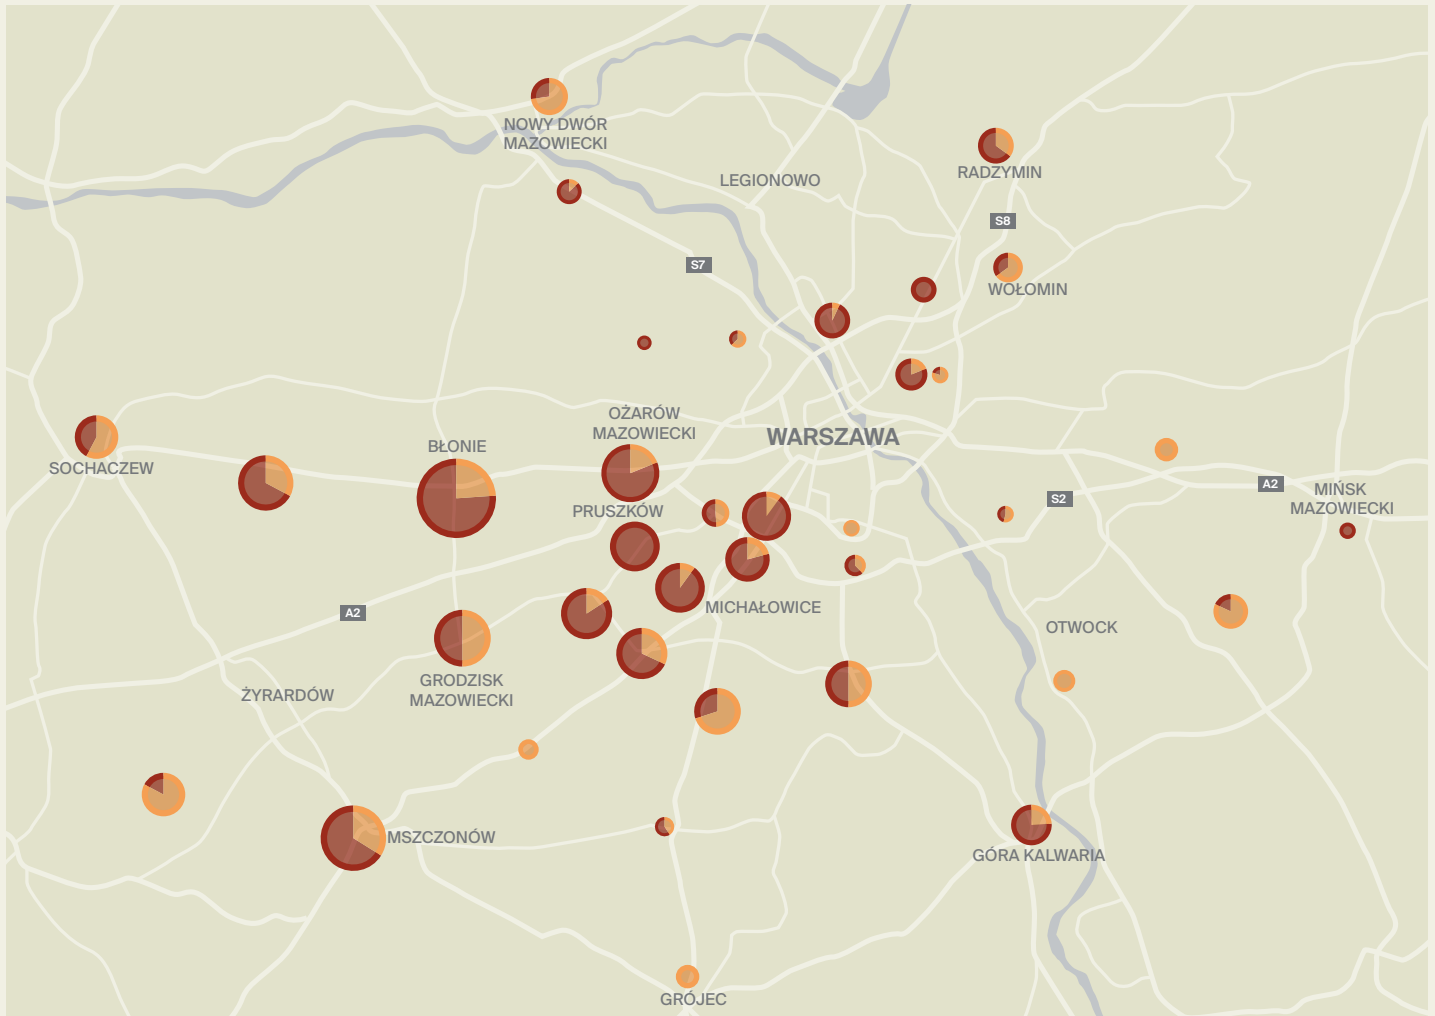 NOWY DWÓR
MAZOWIECKI
LEGIONOWO
RADZYMIN
S8
S7
WOŁOMIN
OŻARÓW
MAZOWIECKI
WARSZAWA
BŁONIE
SOCHACZEW
A2
MIŃSK
MAZOWIECKI
S2
PRUSZKÓW
A2
MICHAŁOWICE
OTWOCK
GRODZISK
MAZOWIECKI
ŻYRARDÓW
MSZCZONÓW
GÓRA KALWARIA
GRÓJEC